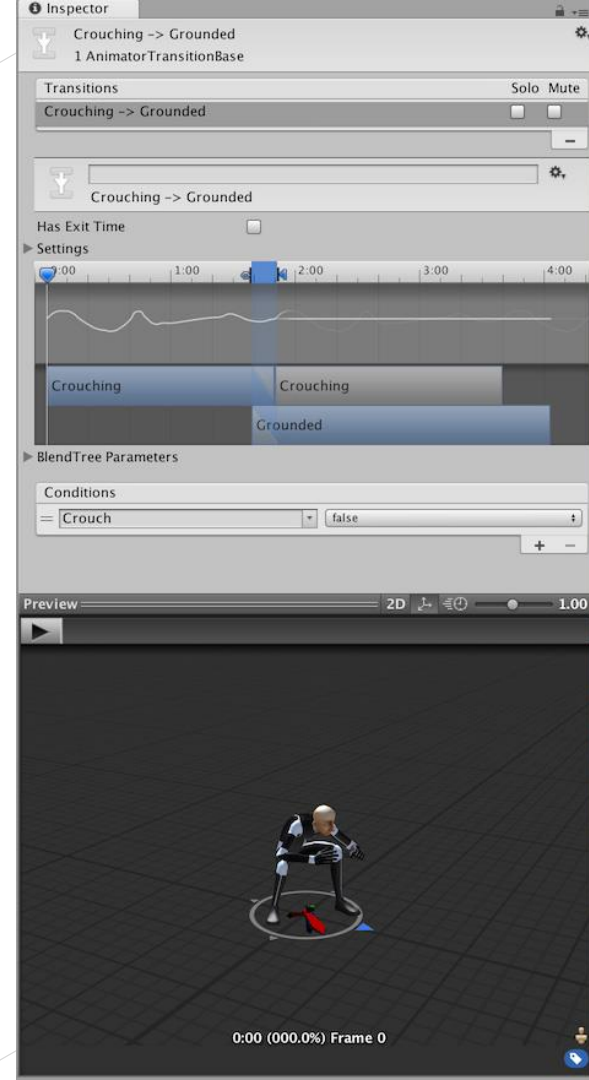 Inspector
Crouching -> Grounded
1 AnimatorTransitionBase
Transitions Solo Mute
Crouching -> Grounded
Crouching -> Grounded
Has Exit Time
Settings
0:00 1:00 2:00 3:00 4:00
Crouching Crouching
Grounded
BlendTree Parameters
Conditions
Crouch false
Preview 2D 1.00
0:00 (000.0%) Frame 0